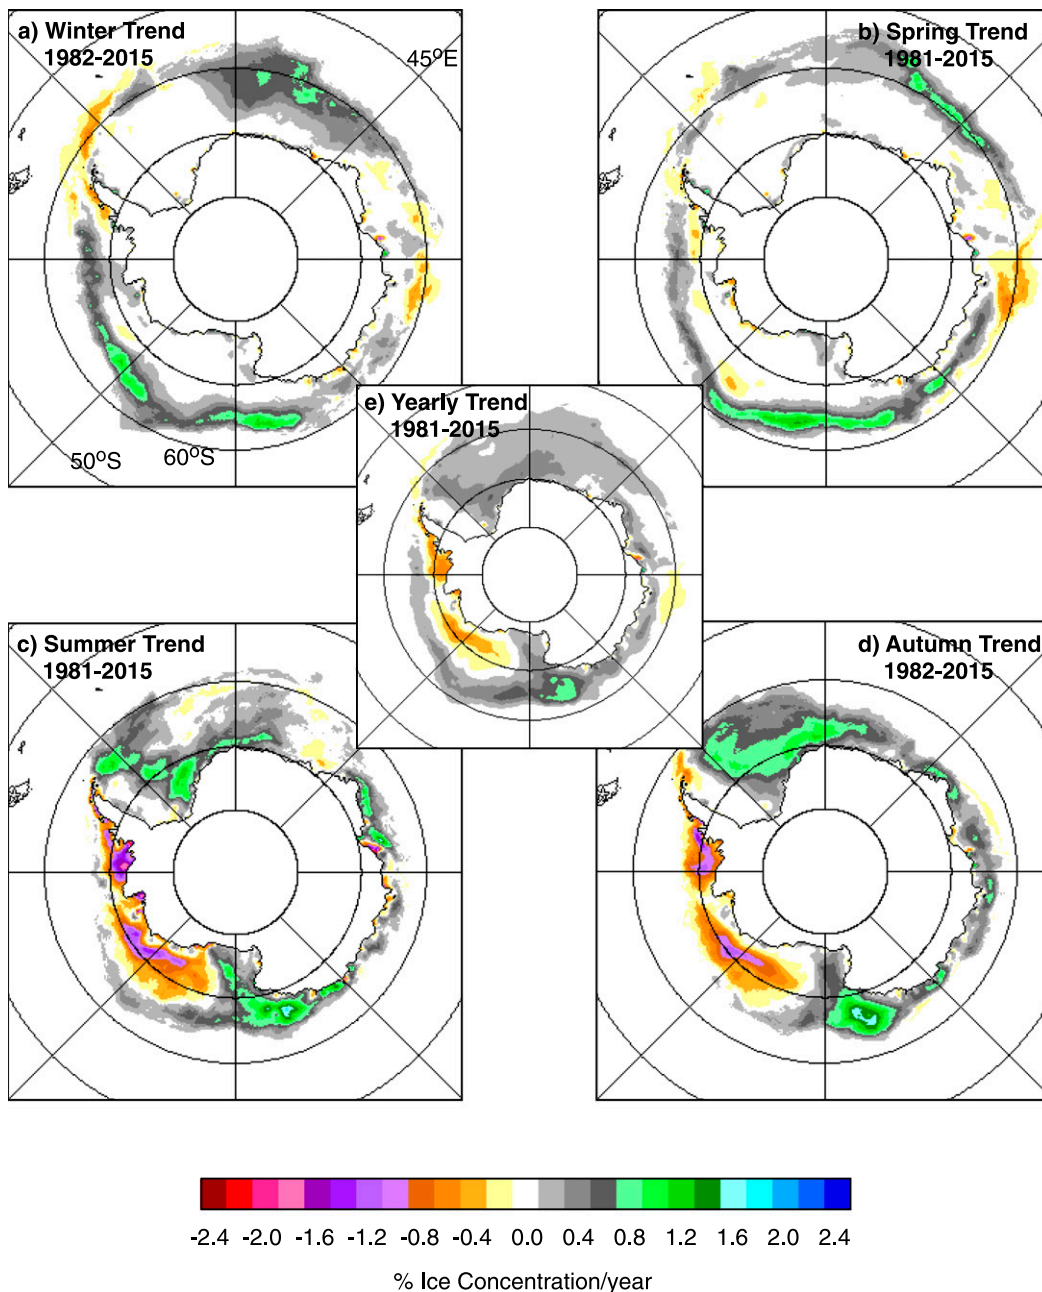 a) Winter Trend
1982-2015
45°E
b) Spring Trend
1981-2015
50°S
60°S
e) Yearly Trend
1981-2015
c) Summer Trend
1981-2015
d) Autumn Trend
1982-2015
-2.4 -2.0 -1.6 -1.2 -0.8 -0.4 0.0 0.4 0.8 1.2 1.6 2.0 2.4
% Ice Concentration/year